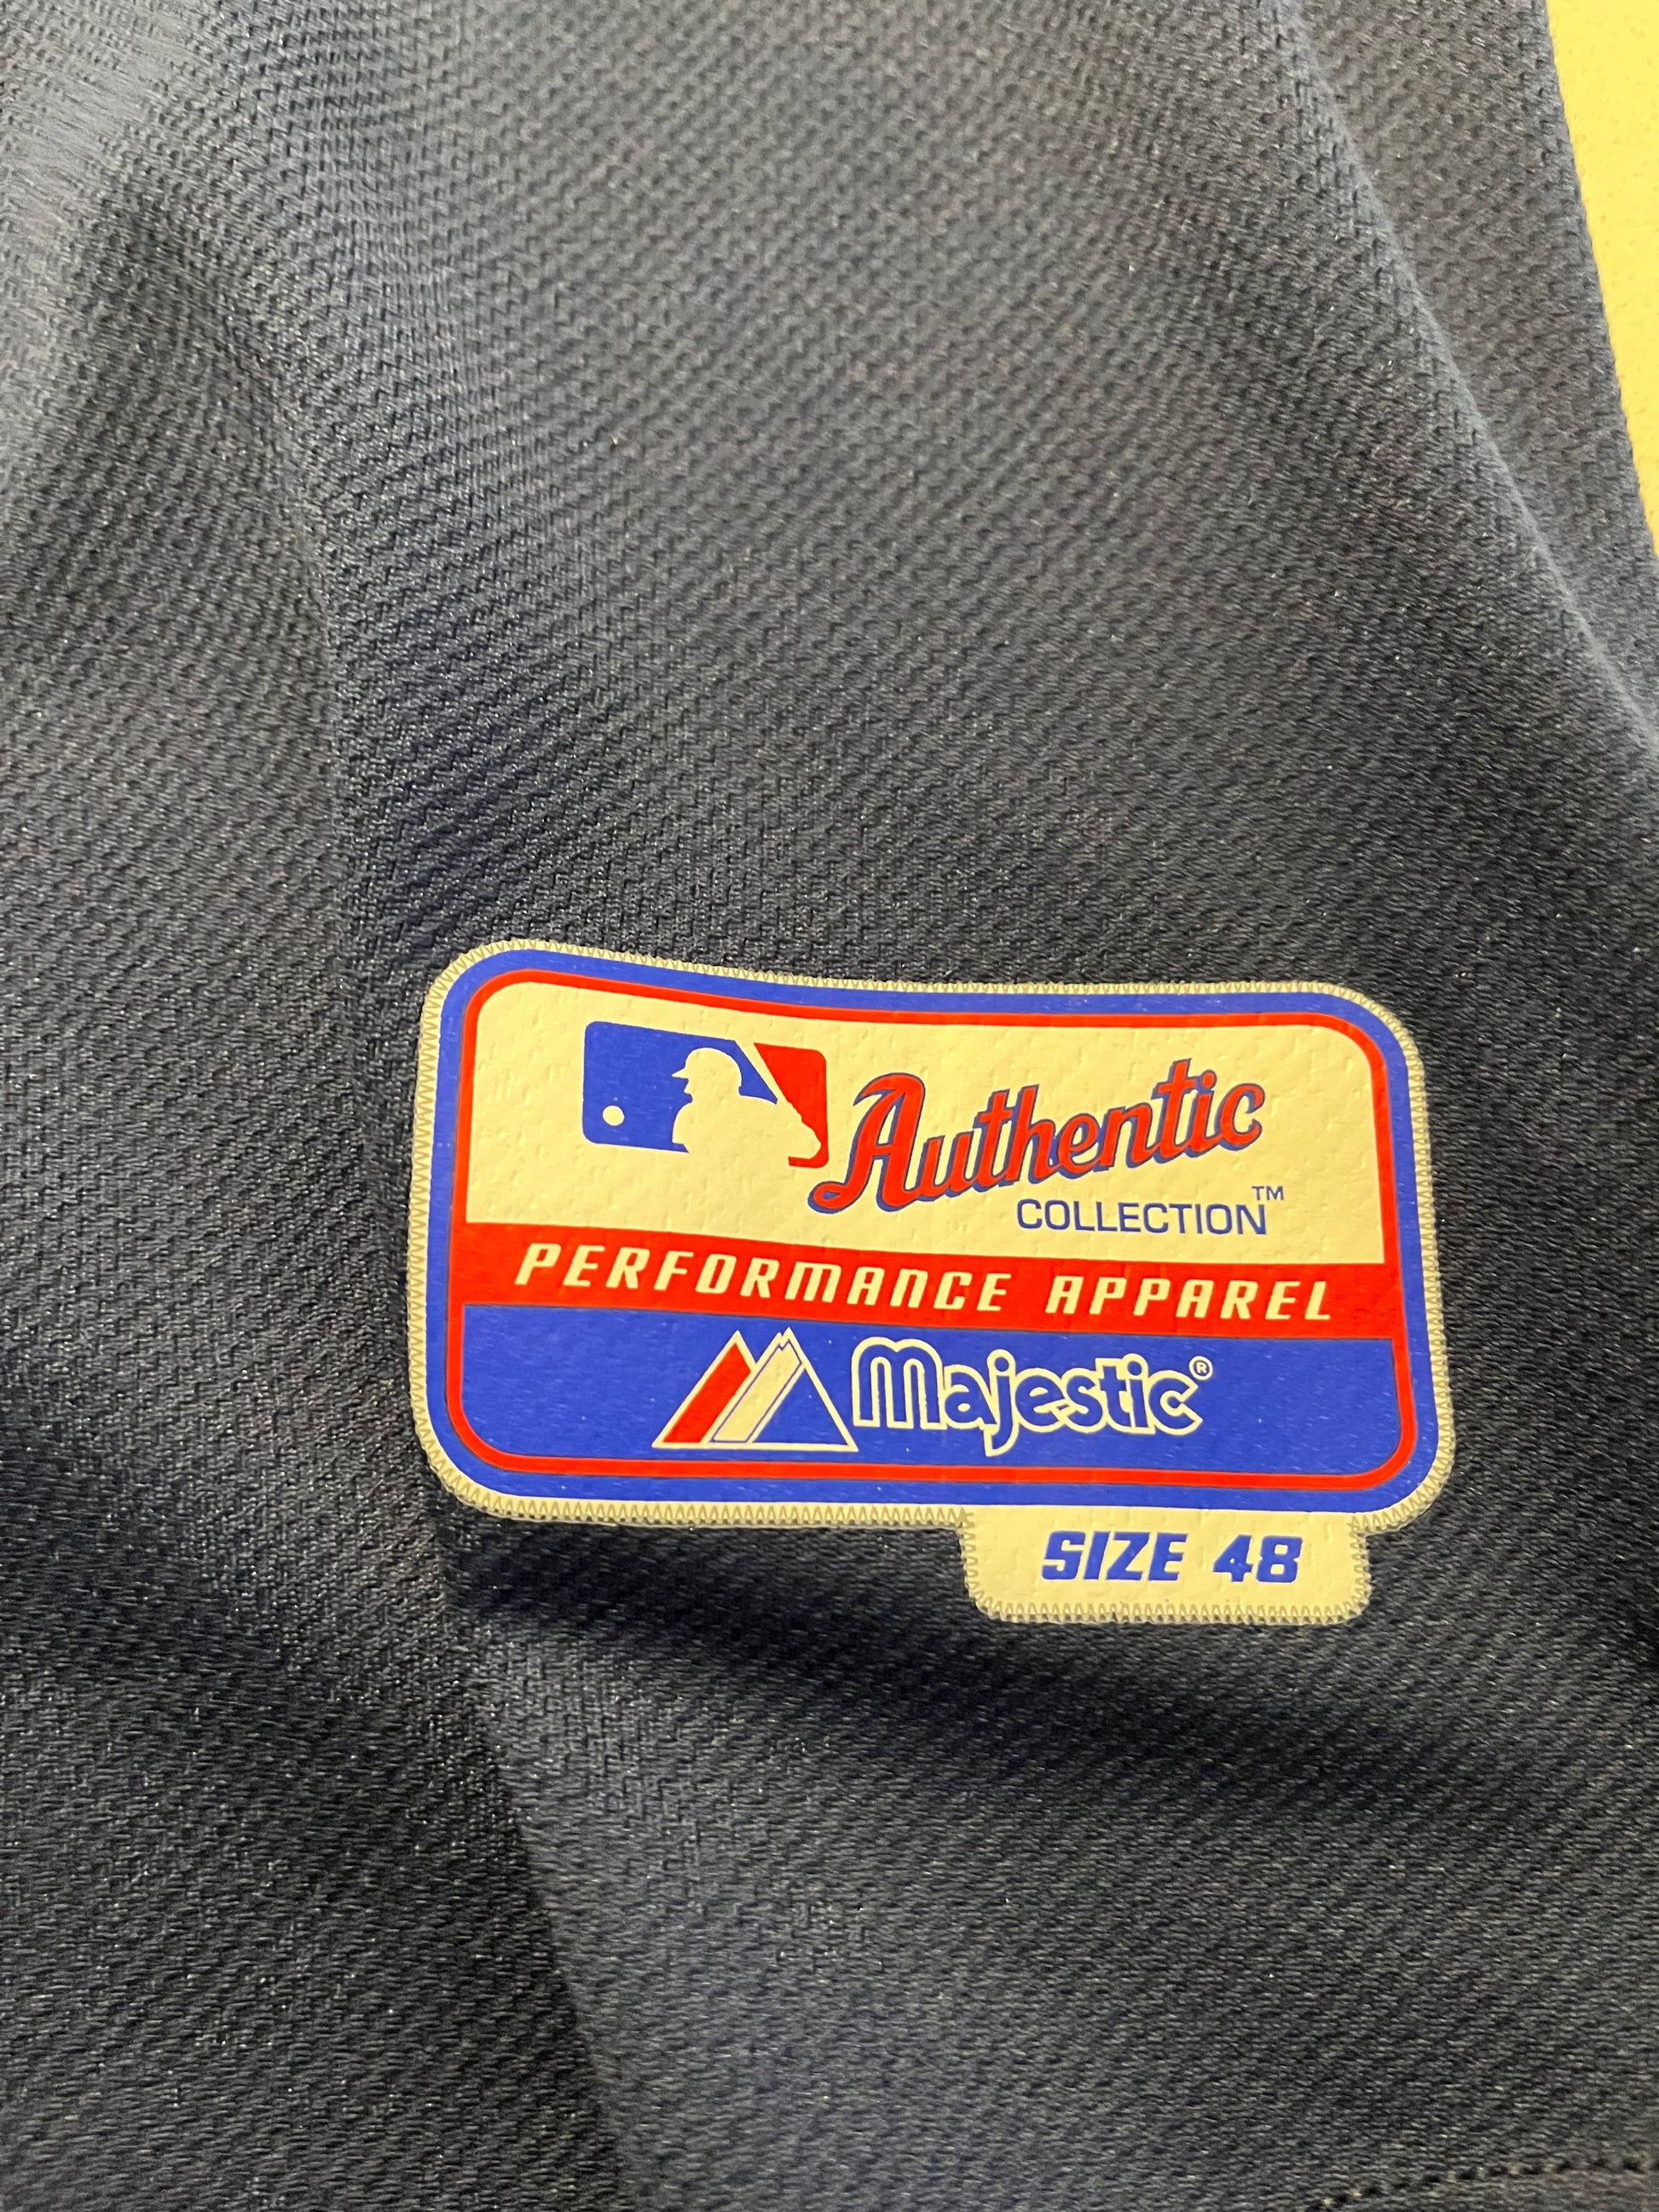 Authentic
COLLECTION™
PERFORMANCE APPAREL
Majestic®
SIZE 48